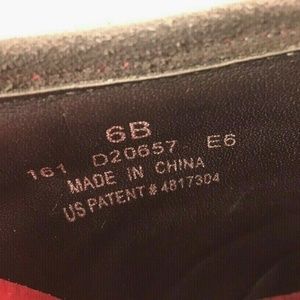 6B
161 D20657 E6
MADE IN CHINA
US PATENT # 4817304